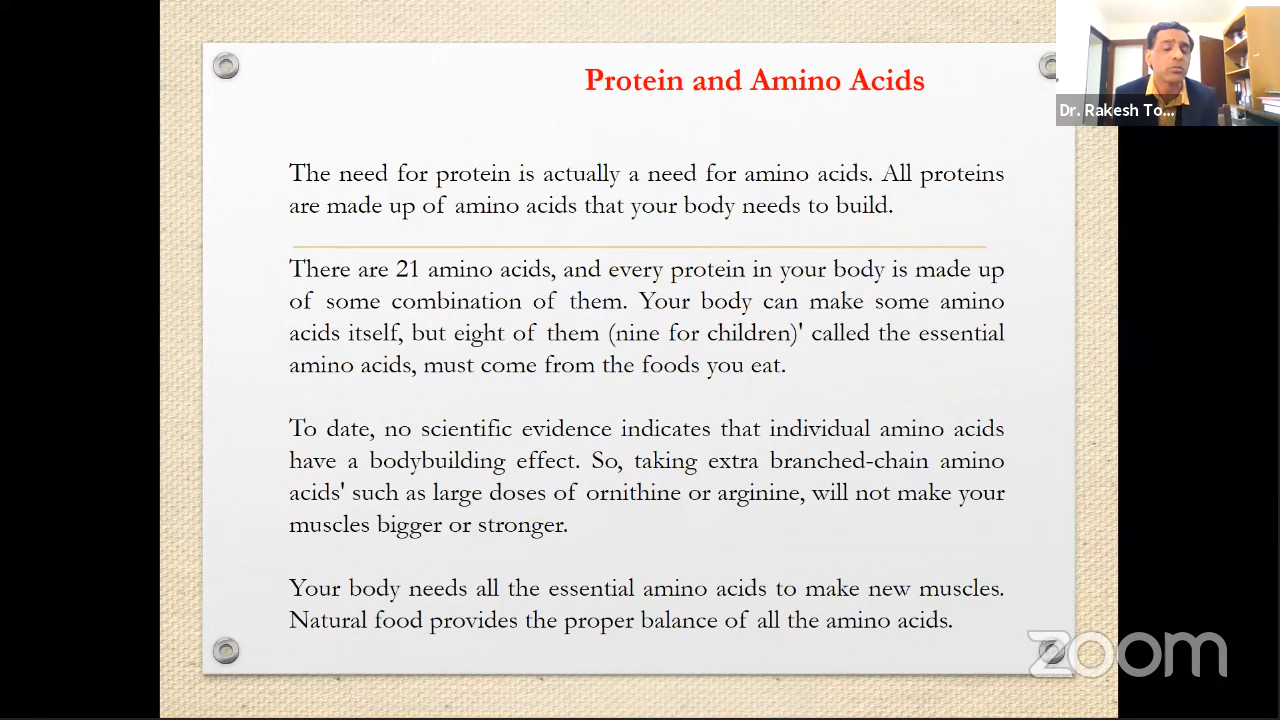 Protein and Amino Acids
Dr. Rakesh To...
The need for protein is actually a need for amino acids. All proteins
are made up of amino acids that your body needs to build.
There are 21 amino acids, and every protein in your body is made up
of some combination of them. Your body can make some amino
acids itself, but eight of them (nine for children)' called the essential
amino acids, must come from the foods you eat.
To date, no scientific evidence indicates that individual amino acids
have a bodybuilding effect. So, taking extra branched-chain amino
acids' such as large doses of ornithine or arginine, will not make your
muscles bigger or stronger.
Your body needs all the essential amino acids to make new muscles.
Natural food provides the proper balance of all the amino acids.
zoom